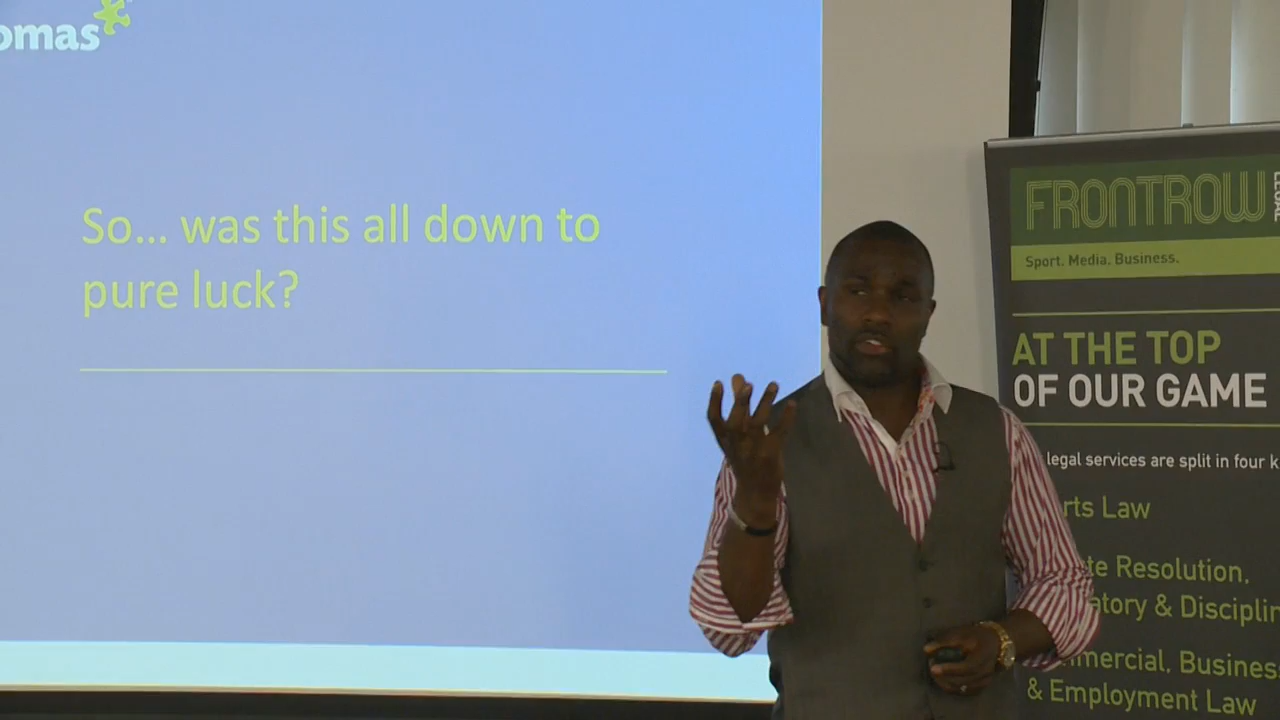 omas
So... was this all down to
pure luck?
FRONTROW
LEGAL
Sport. Media. Business.
AT THE TOP
OF OUR GAME
legal services are split in four k
rts Law
te Resolution,
atory & Disciplin
mercial, Business
& Employment Law